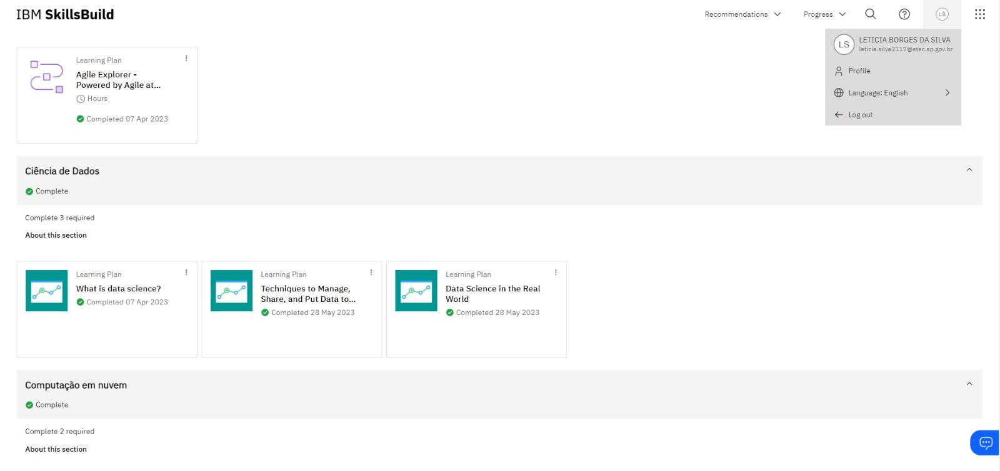 IBM SkillsBuild
Recommendations
Progress
LS
LS
LETICIA BORGES DA SILVA
leticia.silva2117@etec.sp.gov.br
Profile
Language: English
Log out
Learning Plan
Agile Explorer -
Powered by Agile at...
Hours
Completed 07 Apr 2023
Ciência de Dados
Complete
Complete 3 required
About this section
Learning Plan
What is data science?
Completed 07 Apr 2023
Learning Plan
Techniques to Manage,
Share, and Put Data to...
Completed 28 May 2023
Learning Plan
Data Science in the Real
World
Completed 28 May 2023
Computação em nuvem
Complete
Complete 2 required
About this section